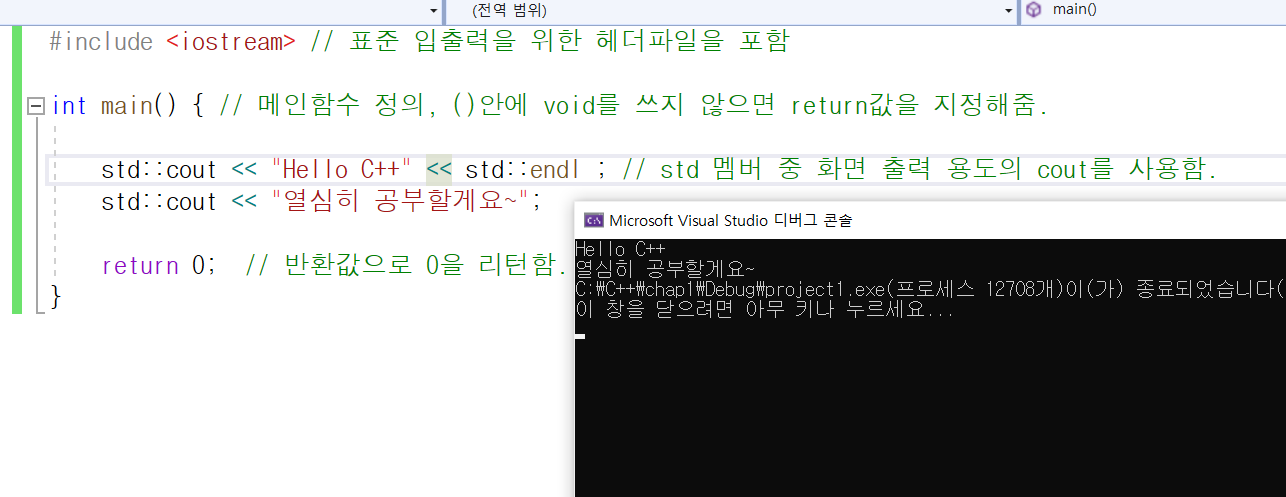 (전역 범위) main()
#include <iostream> // 표준 입출력을 위한 헤더파일을 포함
int main() { // 메인함수 정의, ()안에 void를 쓰지 않으면 return값을 지정해줌.
std::cout << "Hello C++" << std::endl ; // std 멤버 중 화면 출력 용도의 cout를 사용함.
std::cout << "열심히 공부할게요~";
return 0;  // 반환값으로 0을 리턴함.
}
Microsoft Visual Studio 디버그 콘솔
Hello C++
열심히 공부할게요~
C:₩C++₩chap1₩Debug₩project1.exe(프로세스 12708개)이(가) 종료되었습니다(
이 창을 닫으려면 아무 키나 누르세요...